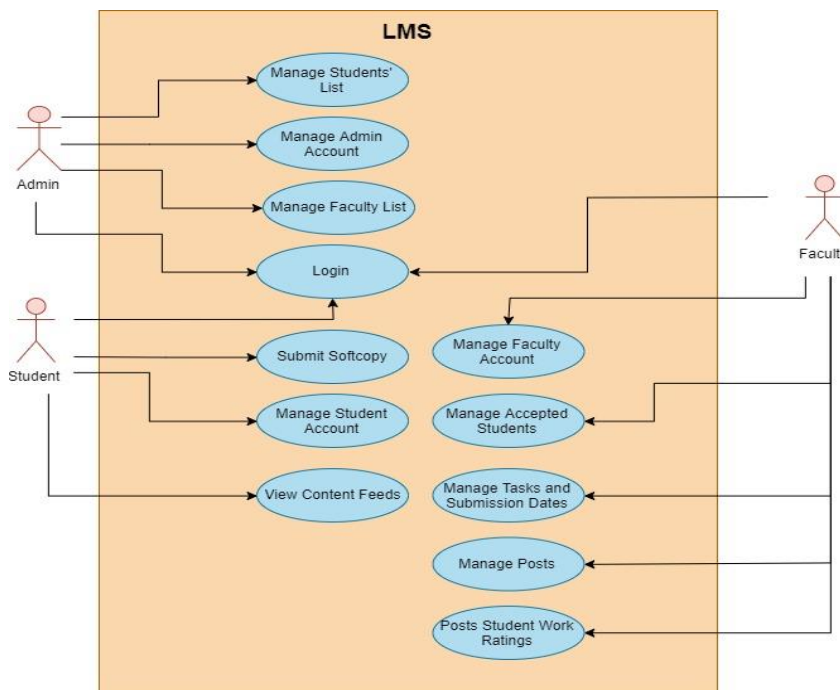 LMS
Manage Students'
List
Manage Admin
Account
Admin
Manage Faculty List
Login
Facult
Student
Submit Softcopy
Manage Faculty
Account
Manage Student
Account
Manage Accepted
Students
View Content Feeds
Manage Tasks and
Submission Dates
Manage Posts
Posts Student Work
Ratings